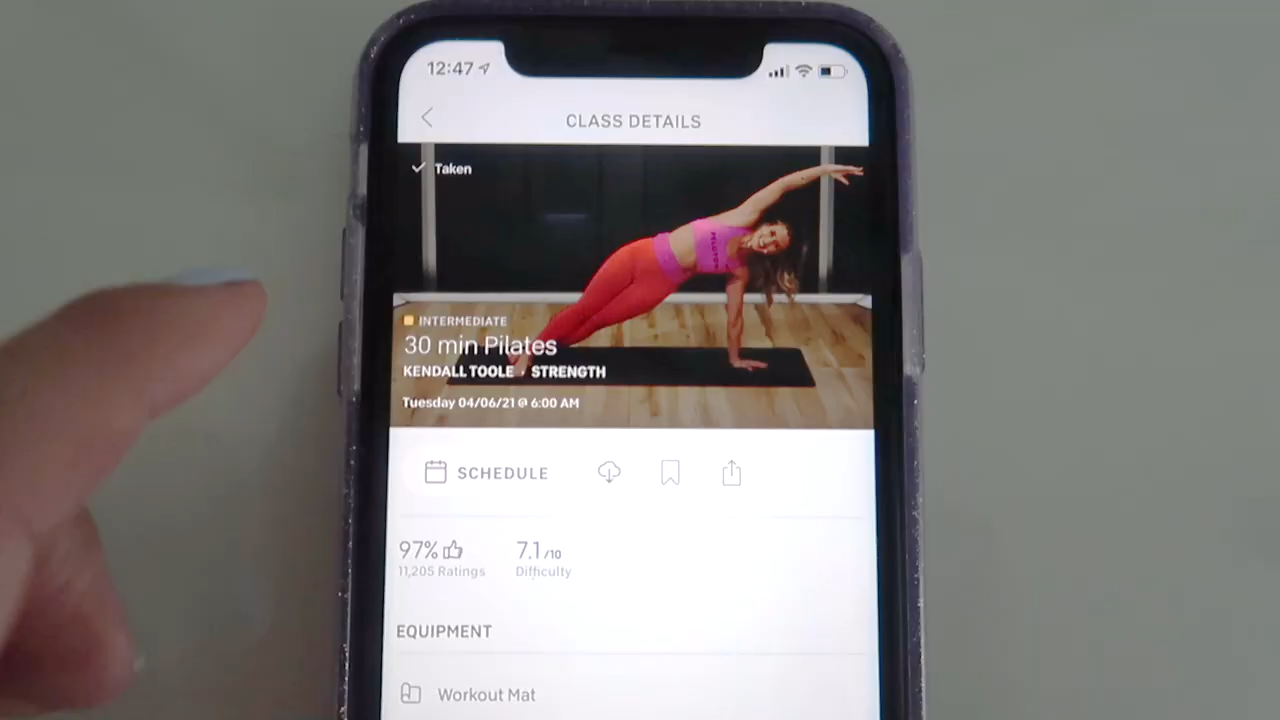 12:47
CLASS DETAILS
Taken
PELOTON
INTERMEDIATE
30 min Pilates
KENDALL TOOLE · STRENGTH
Tuesday 04/06/21 @ 6:00 AM
SCHEDULE
97%
7.1/10
11,205 Ratings
Difficulty
EQUIPMENT
Workout Mat